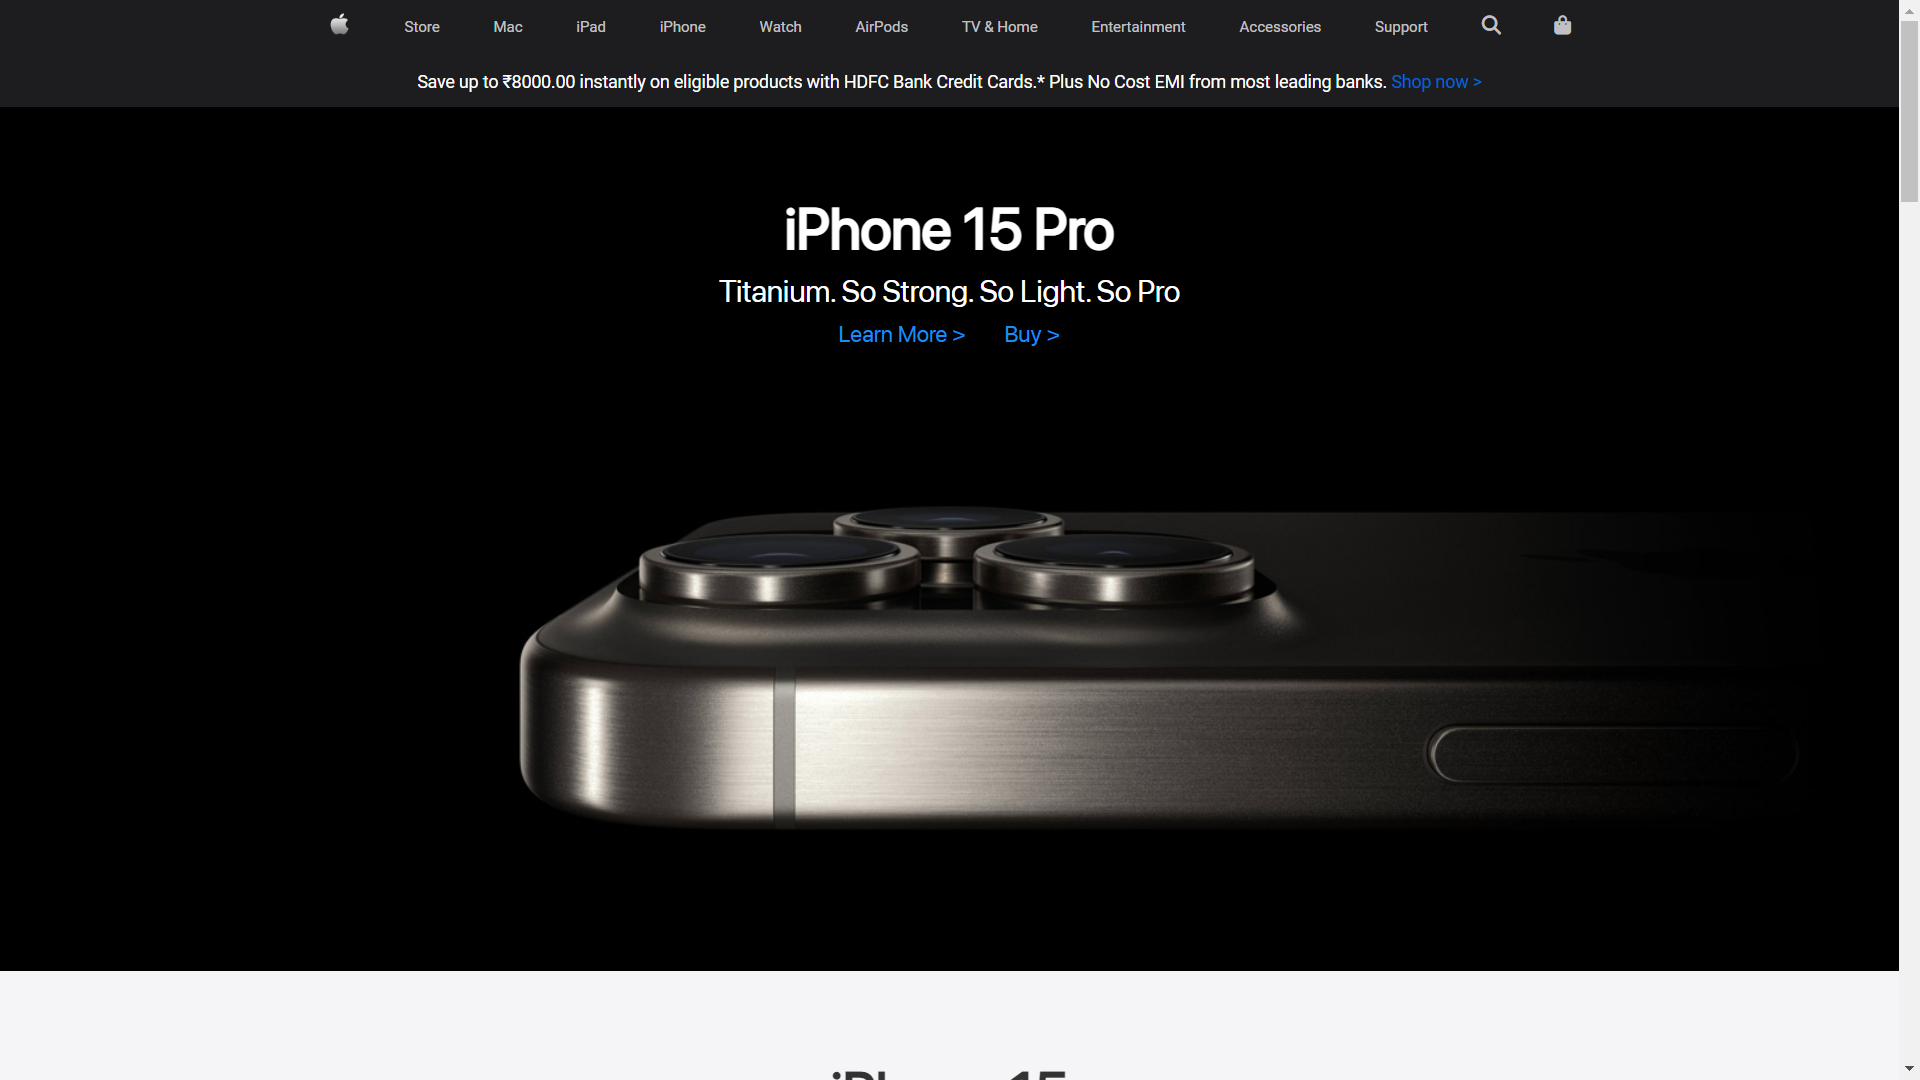 Store Mac iPad iPhone Watch AirPods TV & Home Entertainment Accessories Support
Save up to ₹8000.00 instantly on eligible products with HDFC Bank Credit Cards.* Plus No Cost EMI from most leading banks. Shop now >
iPhone 15 Pro
Titanium. So Strong. So Light. So Pro
Learn More > Buy >
iPhone 15